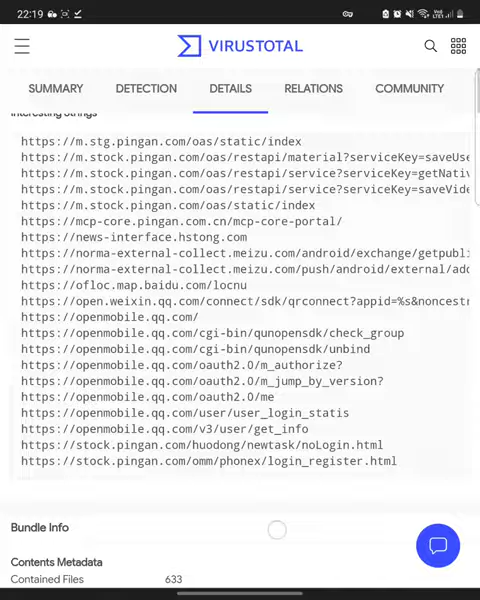 22:19
VIRUSTOTAL
SUMMARY DETECTION DETAILS RELATIONS COMMUNITY
Interesting Strings
https://m.stg.pingan.com/oas/static/index
https://m.stock.pingan.com/oas/restapi/material?serviceKey=saveUse
https://m.stock.pingan.com/oas/restapi/service?serviceKey=getNativ
https://m.stock.pingan.com/oas/restapi/service?serviceKey=saveVide
https://m.stock.pingan.com/oas/static/index
https://mcp-core.pingan.com.cn/mcp-core-portal/
https://news-interface.hstong.com
https://norma-external-collect.meizu.com/android/exchange/getpubli
https://norma-external-collect.meizu.com/push/android/external/add
https://ofloc.map.baidu.com/locnu
https://open.weixin.qq.com/connect/sdk/qrconnect?appid=%s&noncestr
https://openmobile.qq.com/
https://openmobile.qq.com/cgi-bin/qunopensdk/check_group
https://openmobile.qq.com/cgi-bin/qunopensdk/unbind
https://openmobile.qq.com/oauth2.0/m_authorize?
https://openmobile.qq.com/oauth2.0/m_jump_by_version?
https://openmobile.qq.com/oauth2.0/me
https://openmobile.qq.com/user/user_login_statis
https://openmobile.qq.com/v3/user/get_info
https://stock.pingan.com/huodong/newtask/noLogin.html
https://stock.pingan.com/omm/phonex/login_register.html
Bundle Info
Contents Metadata
Contained Files 633